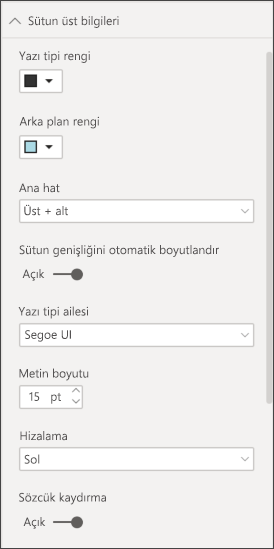 Sütun üst bilgileri
Yazı tipi rengi
Arka plan rengi
Ana hat
Üst + alt
Sütun genişliğini otomatik boyutlandır
Açık
Yazı tipi ailesi
Segoe UI
Metin boyutu
15 pt
Hizalama
Sol
Sözcük kaydırma
Açık